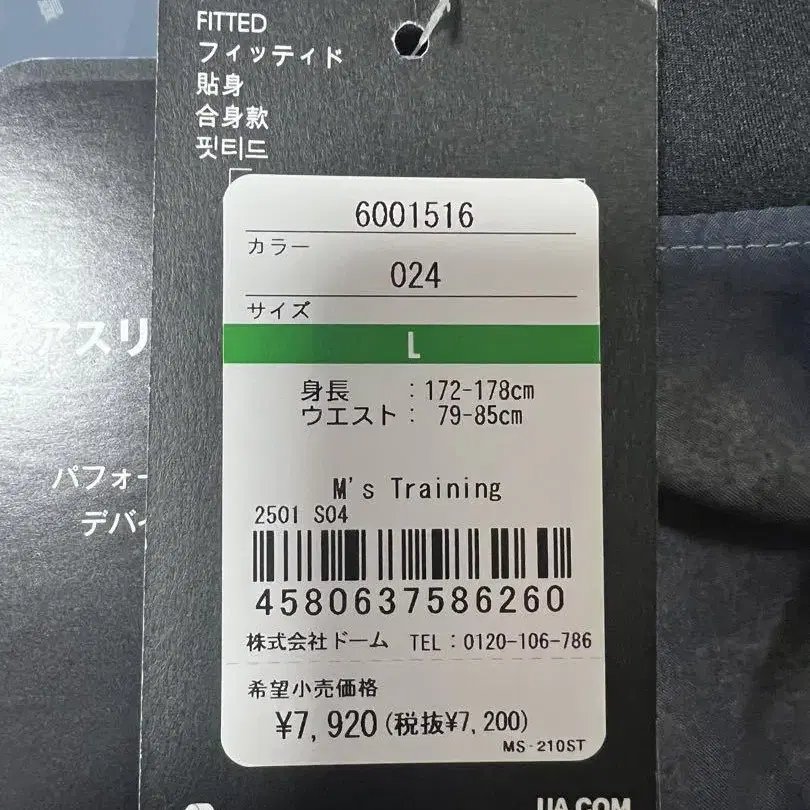 FITTED
フィッティド
貼身
合身款
핏티드
6001516
カラー
024
サイズ
L
身長 :172-178cm
ウエスト: 79-85cm
M's Training
2501 S04
4580637586260
株式会社ドーム TEL:0120-106-786
希望小売価格
¥7,920(税抜¥7,200)
MS-210ST
アスリ
パフォー
デバイ
UA.COM